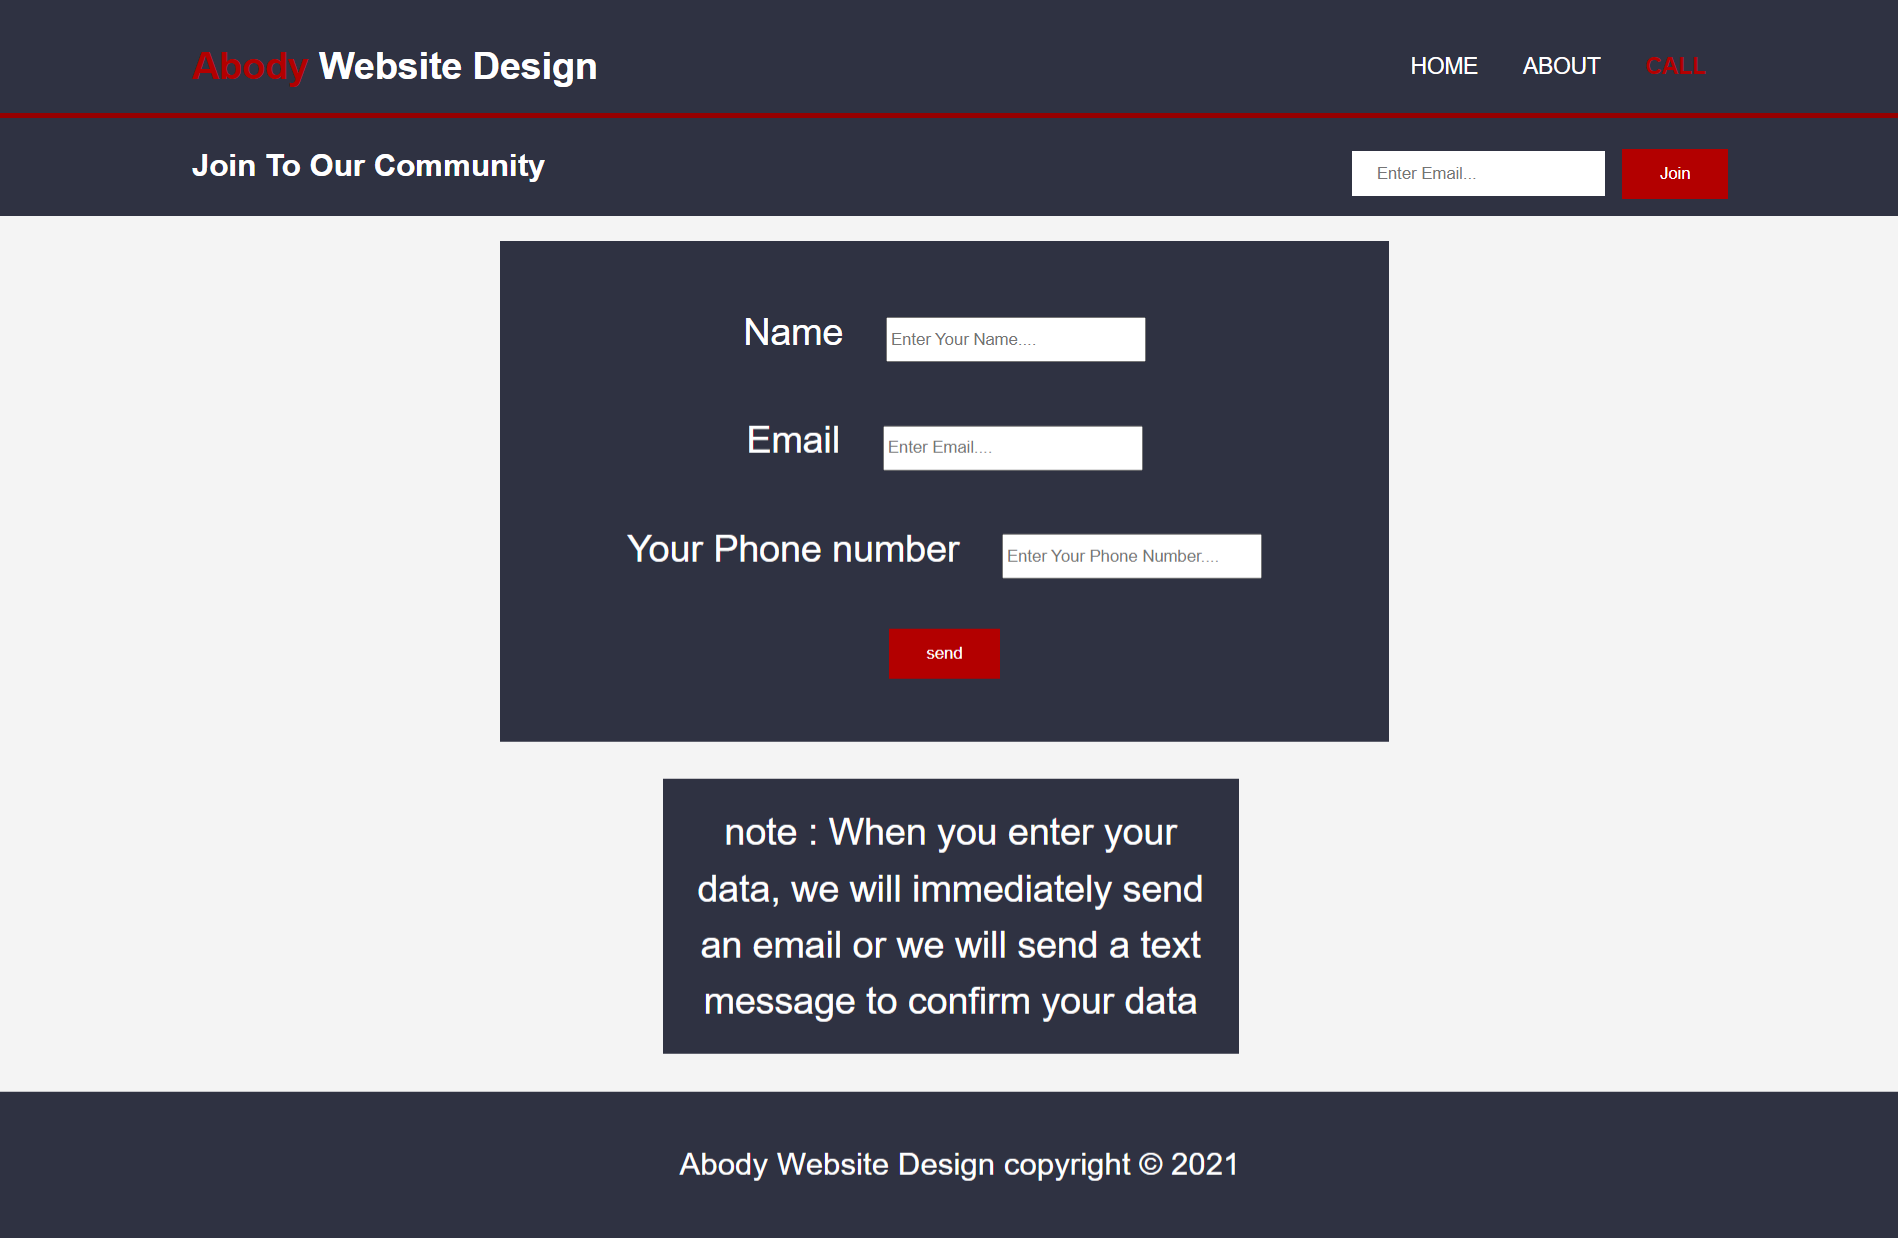 Abody Website Design
HOME ABOUT CALL
Join To Our Community
Enter Email... Join
Name Enter Your Name....
Email Enter Email....
Your Phone number Enter Your Phone Number....
send
note : When you enter your
data, we will immediately send
an email or we will send a text
message to confirm your data
Abody Website Design copyright © 2021